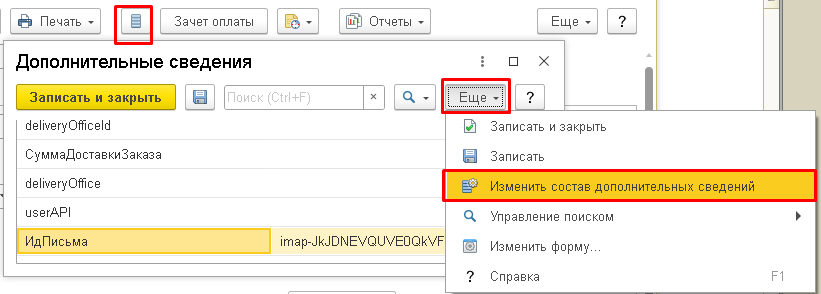 Печать Зачет оплаты Отчеты Еще ?
Дополнительные сведения
Записать и закрыть Поиск (Ctrl+F) × Еще ?
deliveryOfficeId
СуммаДоставкиЗаказа
deliveryOffice
userAPI
ИдПисьма imap-JkJDNEVQUVE0QkVF
Записать и закрыть
Записать
Изменить состав дополнительных сведений
Управление поиском
Изменить форму...
? Справка F1